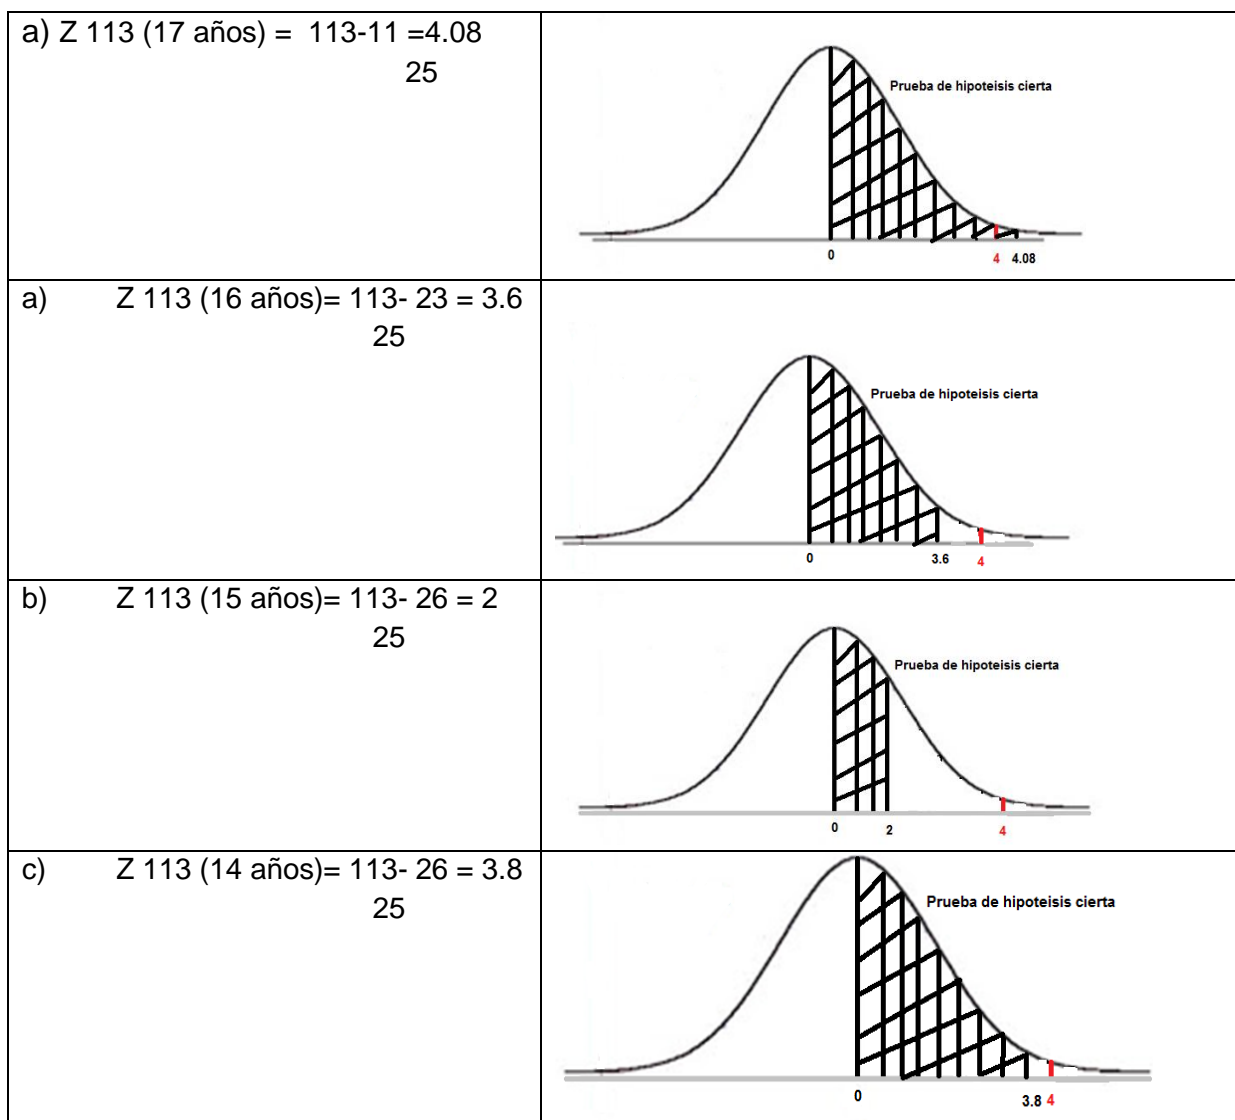 a) Z 113 (17 años) = 113-11 =4.08
25
Prueba de hipoteisis cierta
0 4 4.08
a) Z 113 (16 años)= 113- 23 = 3.6
25
Prueba de hipoteisis cierta
0 3.6 4
b) Z 113 (15 años)= 113- 26 = 2
25
Prueba de hipoteisis cierta
0 2 4
c) Z 113 (14 años)= 113- 26 = 3.8
25
Prueba de hipoteisis cierta
0 3.8 4